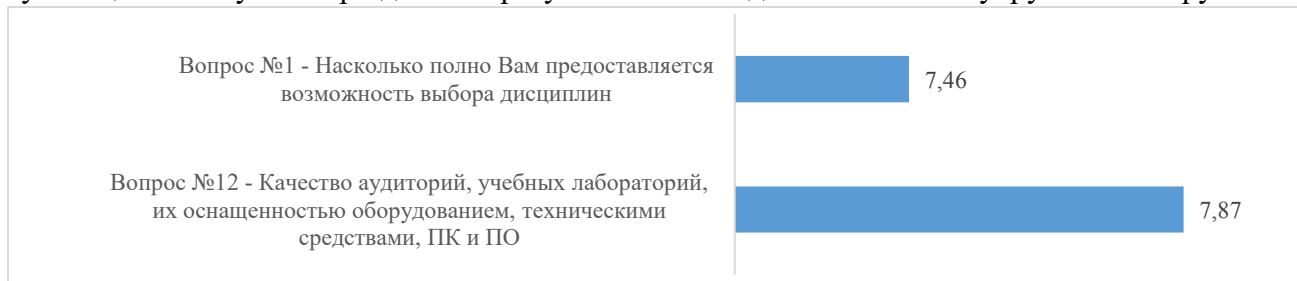 Вопрос №1 - Насколько полно Вам предоставляется
возможность выбора дисциплин
7,46
Вопрос №12 - Качество аудиторий, учебных лабораторий,
их оснащенностью оборудованием, техническими
средствами, ПК и ПО
7,87